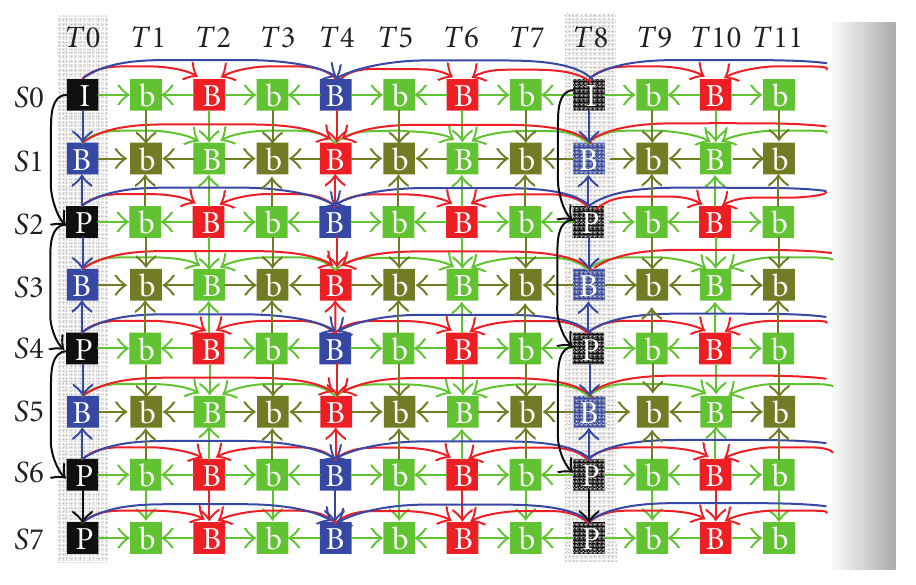 T0 T1 T2 T3 T4 T5 T6 T7 T8 T9 T10 T11
S0 I b B b B b B b I b B b
S1 B b B b B b B b B b B b
S2 P b B b B b B b P b B b
S3 B b B b B b B b B b B b
S4 P b B b B b B b P b B b
S5 B b B b B b B b B b B b
S6 P b B b B b B b P b B b
S7 P b B b B b B b P b B b